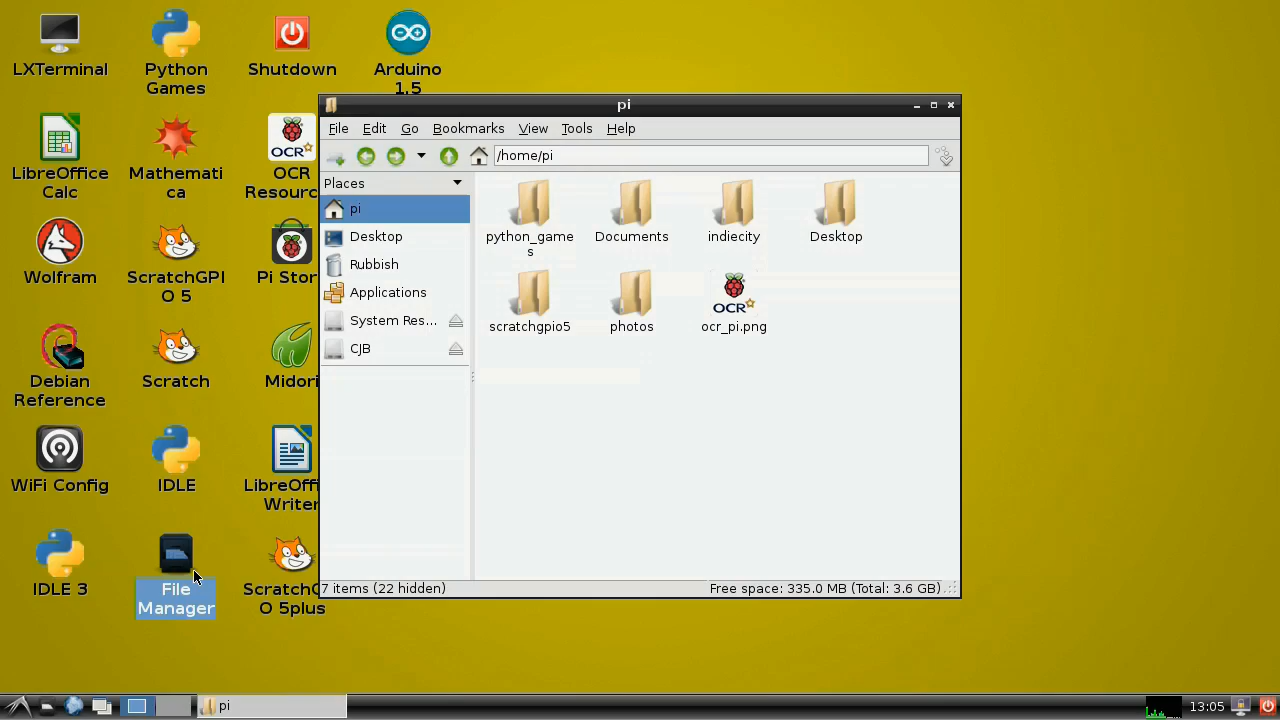 LXTerminal
Python
Games
Shutdown
Arduino
1.5
LibreOffice
Calc
Mathemati
ca
OCR
OCR
Resourc
Wolfram
ScratchGPI
O 5
Pi Stor
Debian
Reference
Scratch
Midori
WiFi Config
IDLE
LibreOffi
Writer
IDLE 3
File
Manager
ScratchG
O 5plus
pi
File Edit Go Bookmarks View Tools Help
/home/pi
Places
pi
Desktop
Rubbish
Applications
System Res...
CJB
python_game
s
Documents
indiecity
Desktop
scratchgpio5
photos
OCR
ocr_pi.png
7 items (22 hidden)
Free space: 335.0 MB (Total: 3.6 GB)
pi
13:05